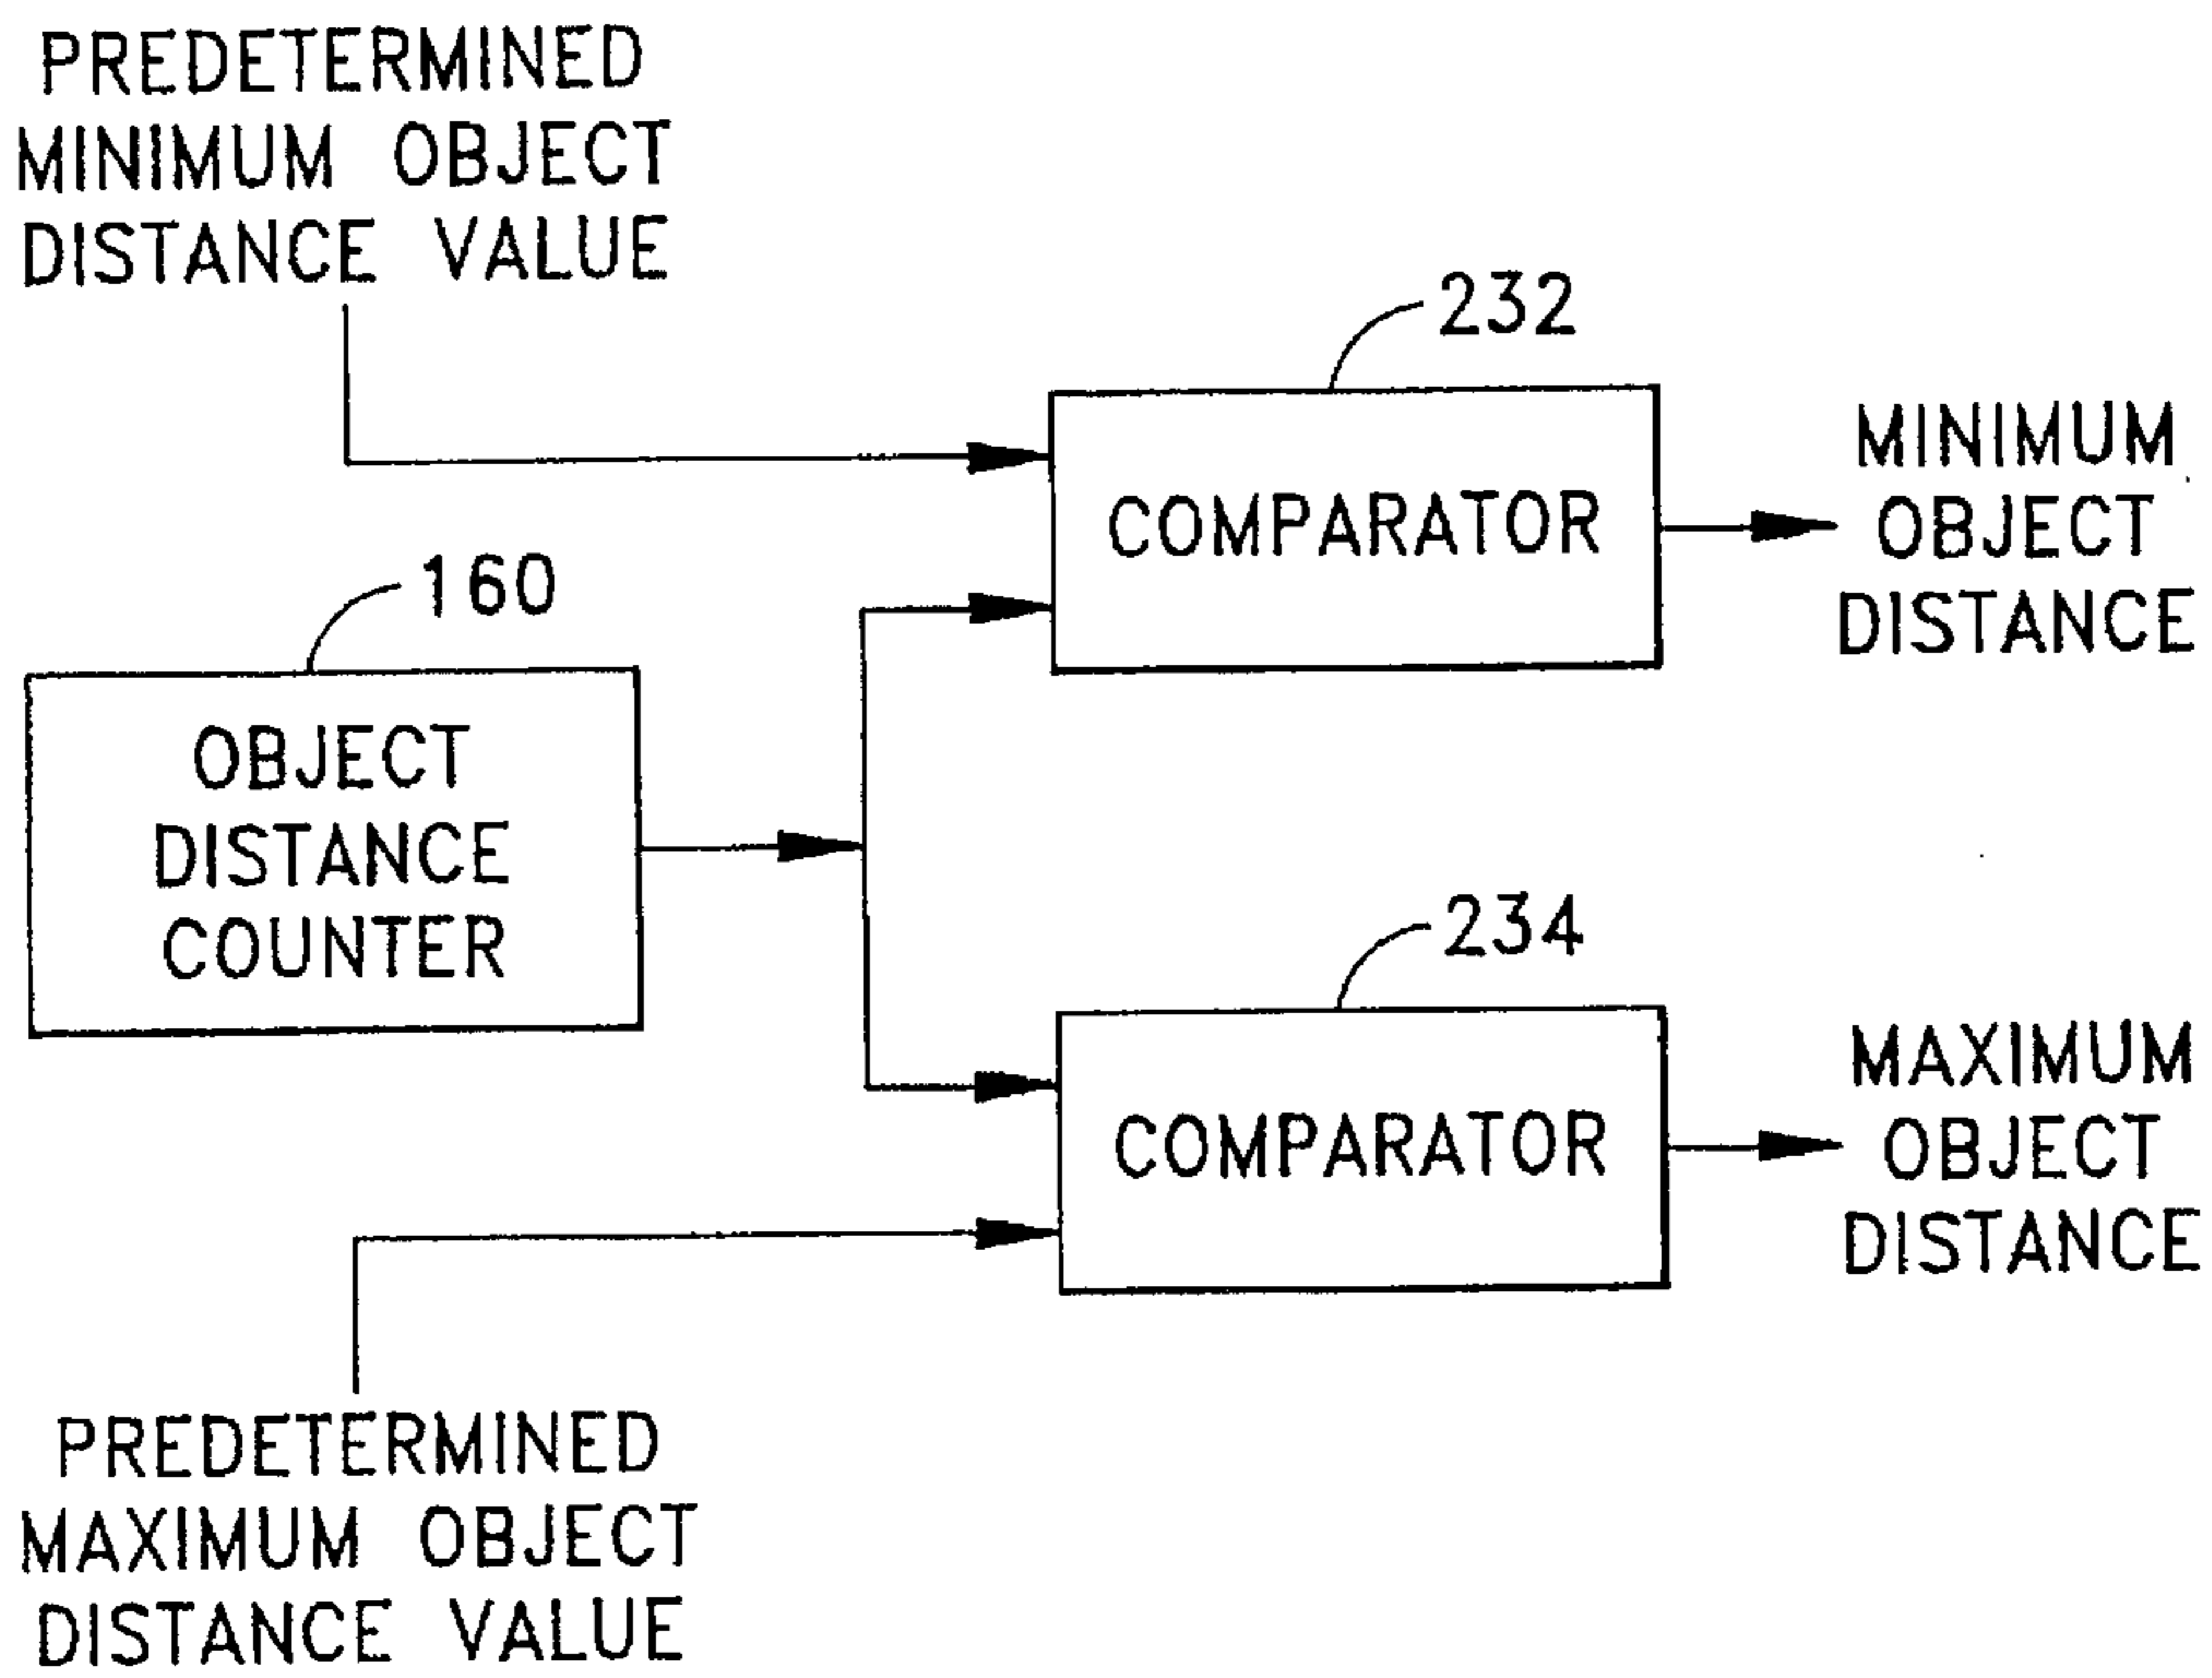 PREDETERMINED
MINIMUM OBJECT
DISTANCE VALUE
232
COMPARATOR
MINIMUM
OBJECT
DISTANCE
160
OBJECT
DISTANCE
COUNTER
234
COMPARATOR
MAXIMUM
OBJECT
DISTANCE
PREDETERMINED
MAXIMUM OBJECT
DISTANCE VALUE